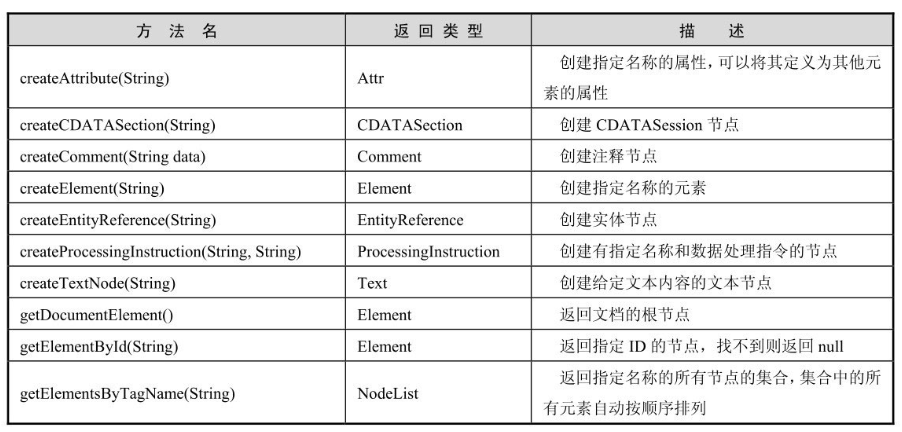 方 法 名 返 回 类 型 描 述
createAttribute(String) Attr 创建指定名称的属性，可以将其定义为其他元
素的属性
createCDATASection(String) CDATASection 创建 CDATASession 节点
createComment(String data) Comment 创建注释节点
createElement(String) Element 创建指定名称的元素
createEntityReference(String) EntityReference 创建实体节点
createProcessingInstruction(String, String) ProcessingInstruction 创建有指定名称和数据处理指令的节点
createTextNode(String) Text 创建给定文本内容的文本节点
getDocumentElement() Element 返回文档的根节点
getElementById(String) Element 返回指定 ID 的节点，找不到则返回 null
getElementsByTagName(String) NodeList 返回指定名称的所有节点的集合，集合中的所
有元素自动按顺序排列